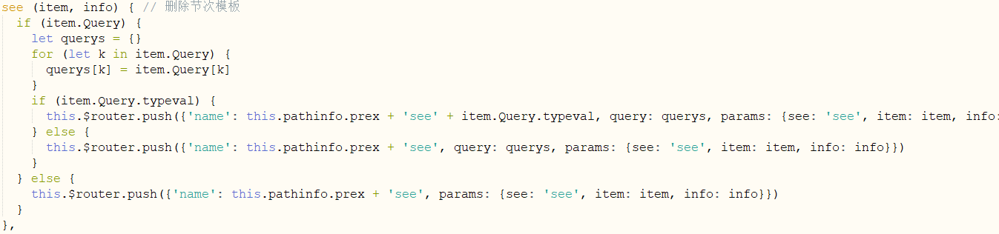 see (item, info) { // 删除节次模板
if (item.Query) {
let querys = {}
for (let k in item.Query) {
querys[k] = item.Query[k]
}
if (item.Query.typeval) {
this.$router.push({'name': this.pathinfo.prex + 'see' + item.Query.typeval, query: querys, params: {see: 'see', item: item, info:
} else {
this.$router.push({'name': this.pathinfo.prex + 'see', query: querys, params: {see: 'see', item: item, info: info}})
}
} else {
this.$router.push({'name': this.pathinfo.prex + 'see', params: {see: 'see', item: item, info: info}})
}
},